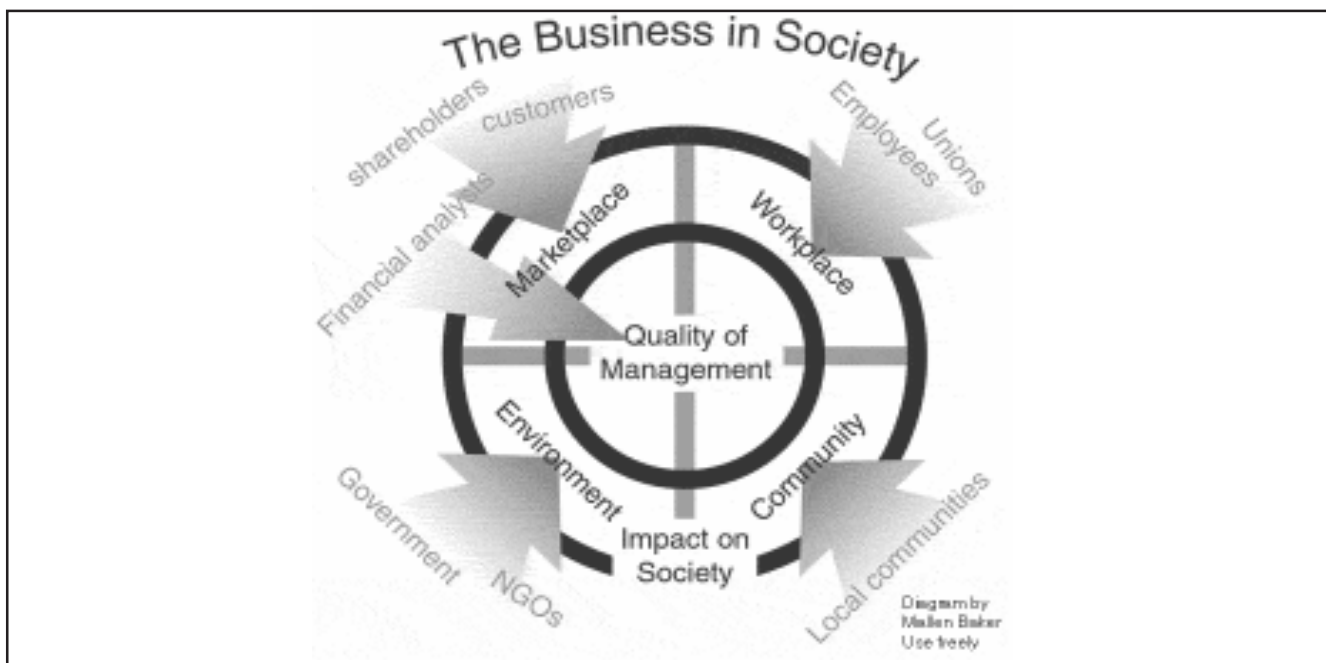 The Business in Society
shareholders
customers
Employees
Unions
Financial analysts
Marketplace
Workplace
Quality of
Management
Environment
Community
Impact on
Society
Government
NGOs
Local communities
Diagram by
Mallen Baker
Use freely